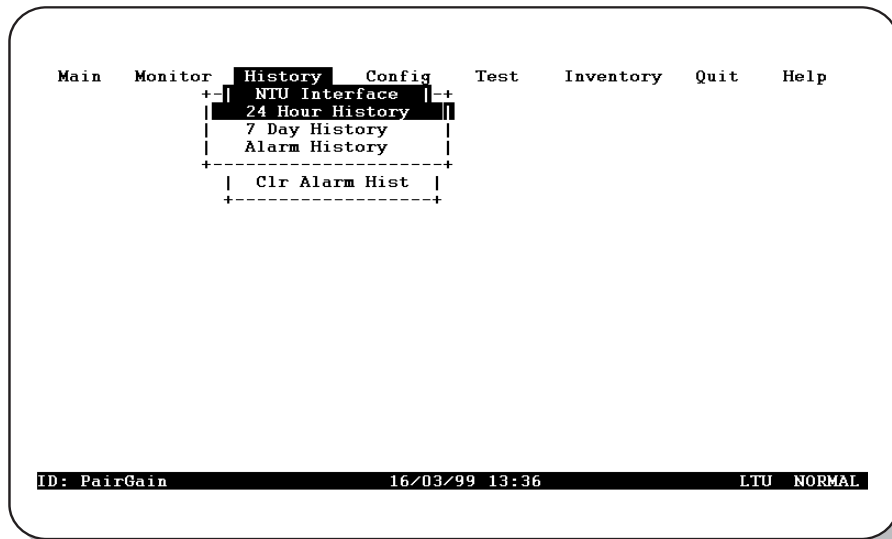 Main Monitor History Config Test Inventory Quit Help
NTU Interface
24 Hour History
7 Day History
Alarm History
Clr Alarm Hist
ID: PairGain 16/03/99 13:36 LTU NORMAL